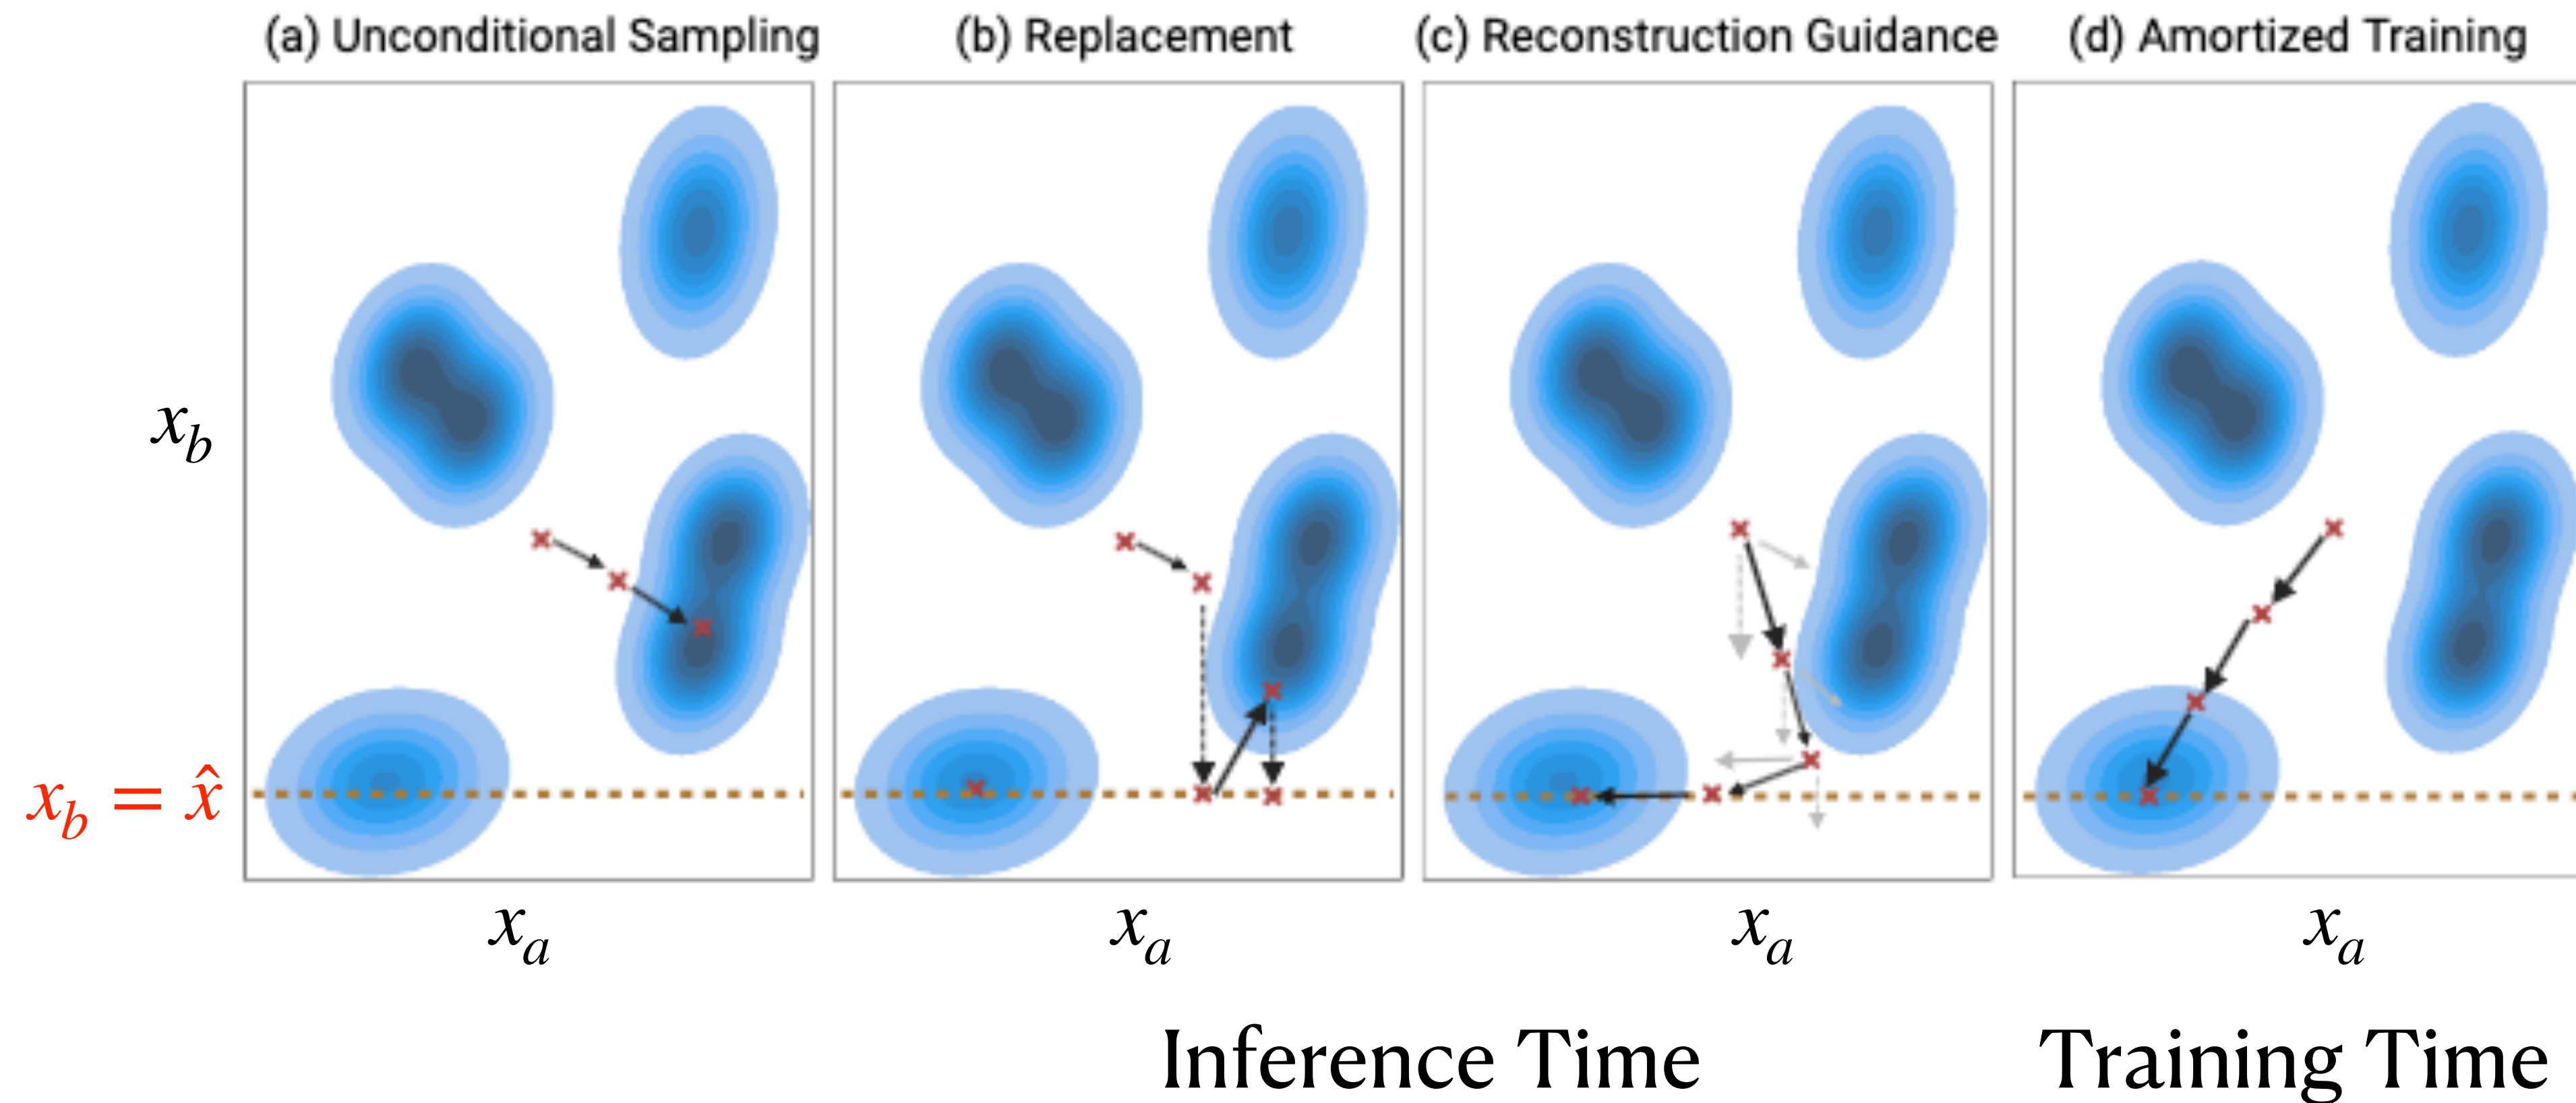 (a) Unconditional Sampling
(b) Replacement
(c) Reconstruction Guidance
(d) Amortized Training
x_b
x_b = x̂
x_a
x_a
x_a
x_a
Inference Time
Training Time